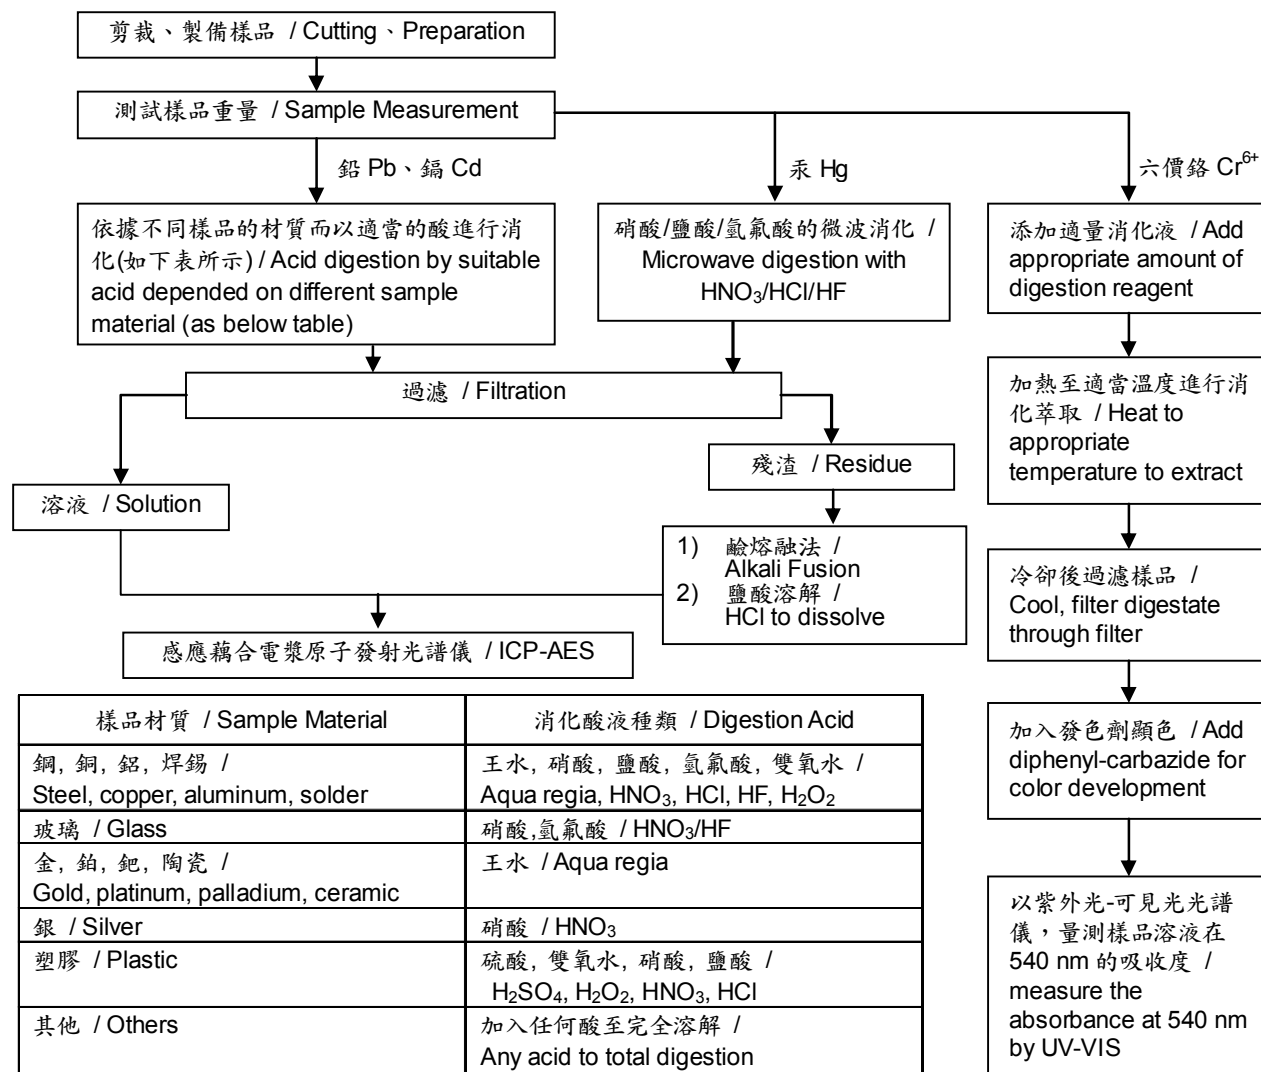 剪裁、製備樣品 / Cutting、Preparation
測試樣品重量 / Sample Measurement
鉛 Pb、鎘 Cd
汞 Hg
六價鉻 Cr⁶⁺
依據不同樣品的材質而以適當的酸進行消
化(如下表所示) / Acid digestion by suitable
acid depended on different sample
material (as below table)
硝酸/鹽酸/氫氟酸的微波消化 /
Microwave digestion with
HNO₃/HCl/HF
添加適量消化液 / Add
appropriate amount of
digestion reagent
過濾 / Filtration
加熱至適當溫度進行消
化萃取 / Heat to
appropriate
temperature to extract
殘渣 / Residue
溶液 / Solution
1) 鹼熔融法 /
Alkali Fusion
2) 鹽酸溶解 /
HCl to dissolve
冷卻後過濾樣品 /
Cool, filter digestate
through filter
感應藕合電漿原子發射光譜儀 / ICP-AES
加入發色劑顯色 / Add
diphenyl-carbazide for
color development
以紫外光-可見光光譜
儀，量測樣品溶液在
540 nm 的吸收度 /
measure the
absorbance at 540 nm
by UV-VIS
樣品材質 / Sample Material
消化酸液種類 / Digestion Acid
鋼, 銅, 鋁, 焊錫 /
Steel, copper, aluminum, solder
王水, 硝酸, 鹽酸, 氫氟酸, 雙氧水 /
Aqua regia, HNO₃, HCl, HF, H₂O₂
玻璃 / Glass
硝酸,氫氟酸 / HNO₃/HF
金, 鉑, 鈀, 陶瓷 /
Gold, platinum, palladium, ceramic
王水 / Aqua regia
銀 / Silver
硝酸 / HNO₃
塑膠 / Plastic
硫酸, 雙氧水, 硝酸, 鹽酸 /
H₂SO₄, H₂O₂, HNO₃, HCl
其他 / Others
加入任何酸至完全溶解 /
Any acid to total digestion